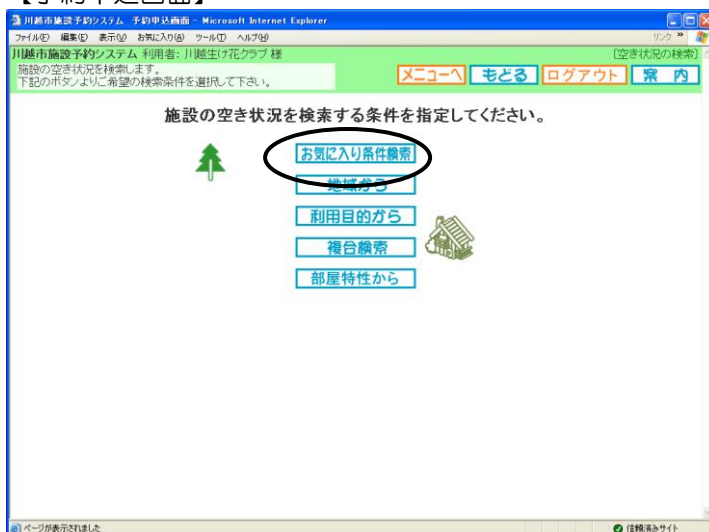 【予約申込画面】
川越市施設予約システム 予約申込画面 - Microsoft Internet Explorer
ファイル(F) 編集(E) 表示(V) お気に入り(A) ツール(T) ヘルプ(H) リンク »
川越市施設予約システム 利用者: 川越生け花クラブ 様 [空き状況の検索]
施設の空き状況を検索します。
下記のボタンよりご希望の検索条件を選択して下さい。
メニューへ もどる ログアウト 案 内
施設の空き状況を検索する条件を指定してください。
お気に入り条件検索
地域から
利用目的から
複合検索
部屋特性から
ページが表示されました 信頼済みサイト